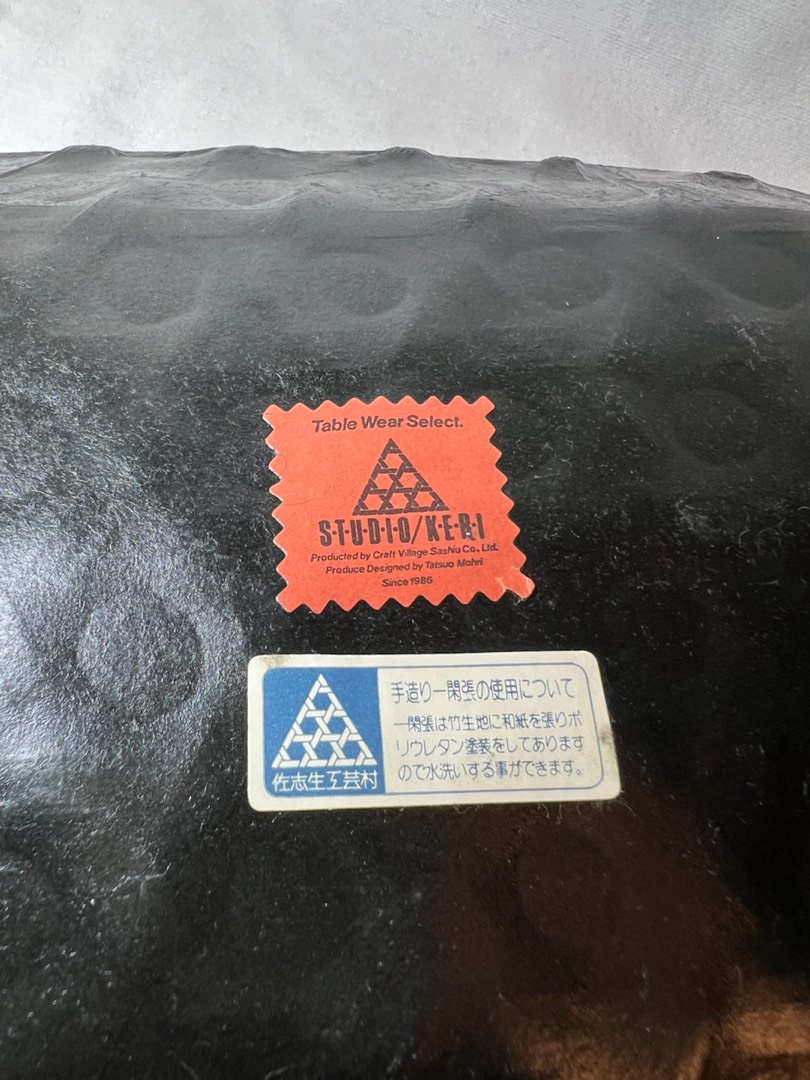 Table Wear Select.
S·T·U·D·I·O/K·E·R·I
Producted by Craft Village Sashiu Co., Ltd.
Produce Designed by Tatsuo Mohri
Since 1986
手造り一閑張の使用について
一閑張は竹生地に和紙を張りポ
リウレタン塗装をしてあります
ので水洗いする事ができます。
佐志生工芸村